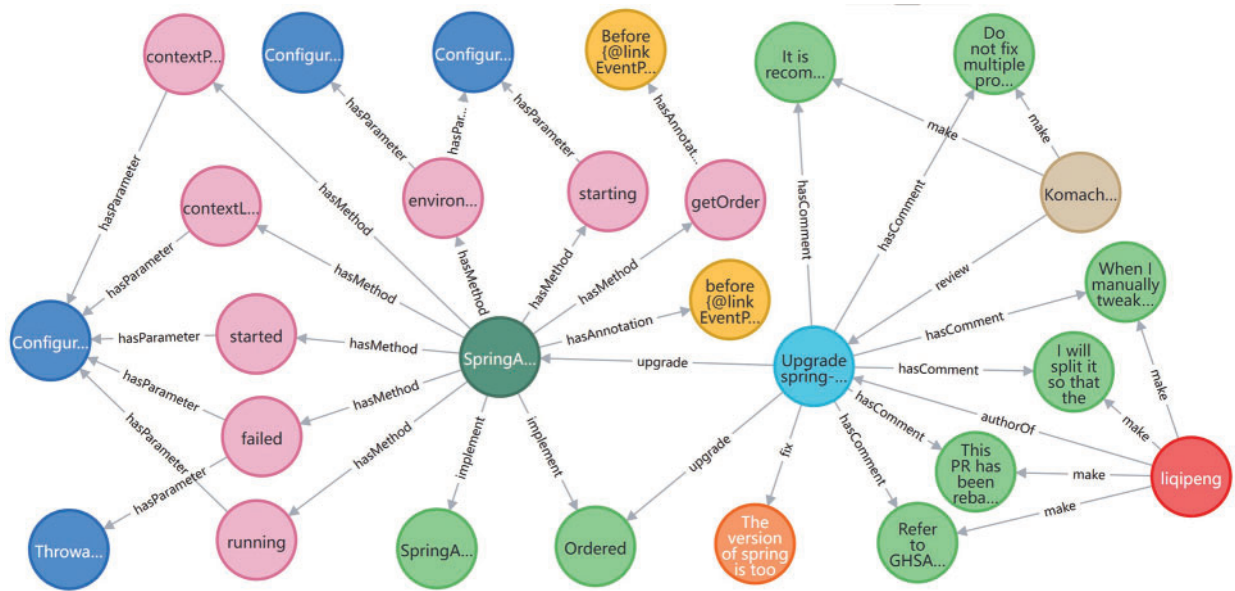 contextP...
Configur...
Configur...
Before
{@link
EventP...
It is
recom...
Do
not fix
multiple
pro...
hasParameter
hasPar...
hasParameter
hasAnnotat...
make
make
hasParameter
hasMethod
contextL...
environ...
starting
getOrder
Komach...
hasComment
hasComment
hasParameter
hasMethod
hasMethod
hasMethod
hasMethod
review
When I
manually
tweak...
before
{@link
EventP...
Configur...
hasParameter
started
hasMethod
hasAnnotation
SpringA...
upgrade
Upgrade
spring-...
hasComment
hasComment
I will
split it
so that
the
make
make
hasParameter
hasMethod
hasComment
authorOf
failed
hasParameter
hasMethod
implement
implement
upgrade
fix
hasComment
This
PR has
been
reba...
make
liqipeng
hasParameter
make
Throwa...
running
SpringA...
Ordered
The
version
of spring
is too
Refer
to
GHSA...